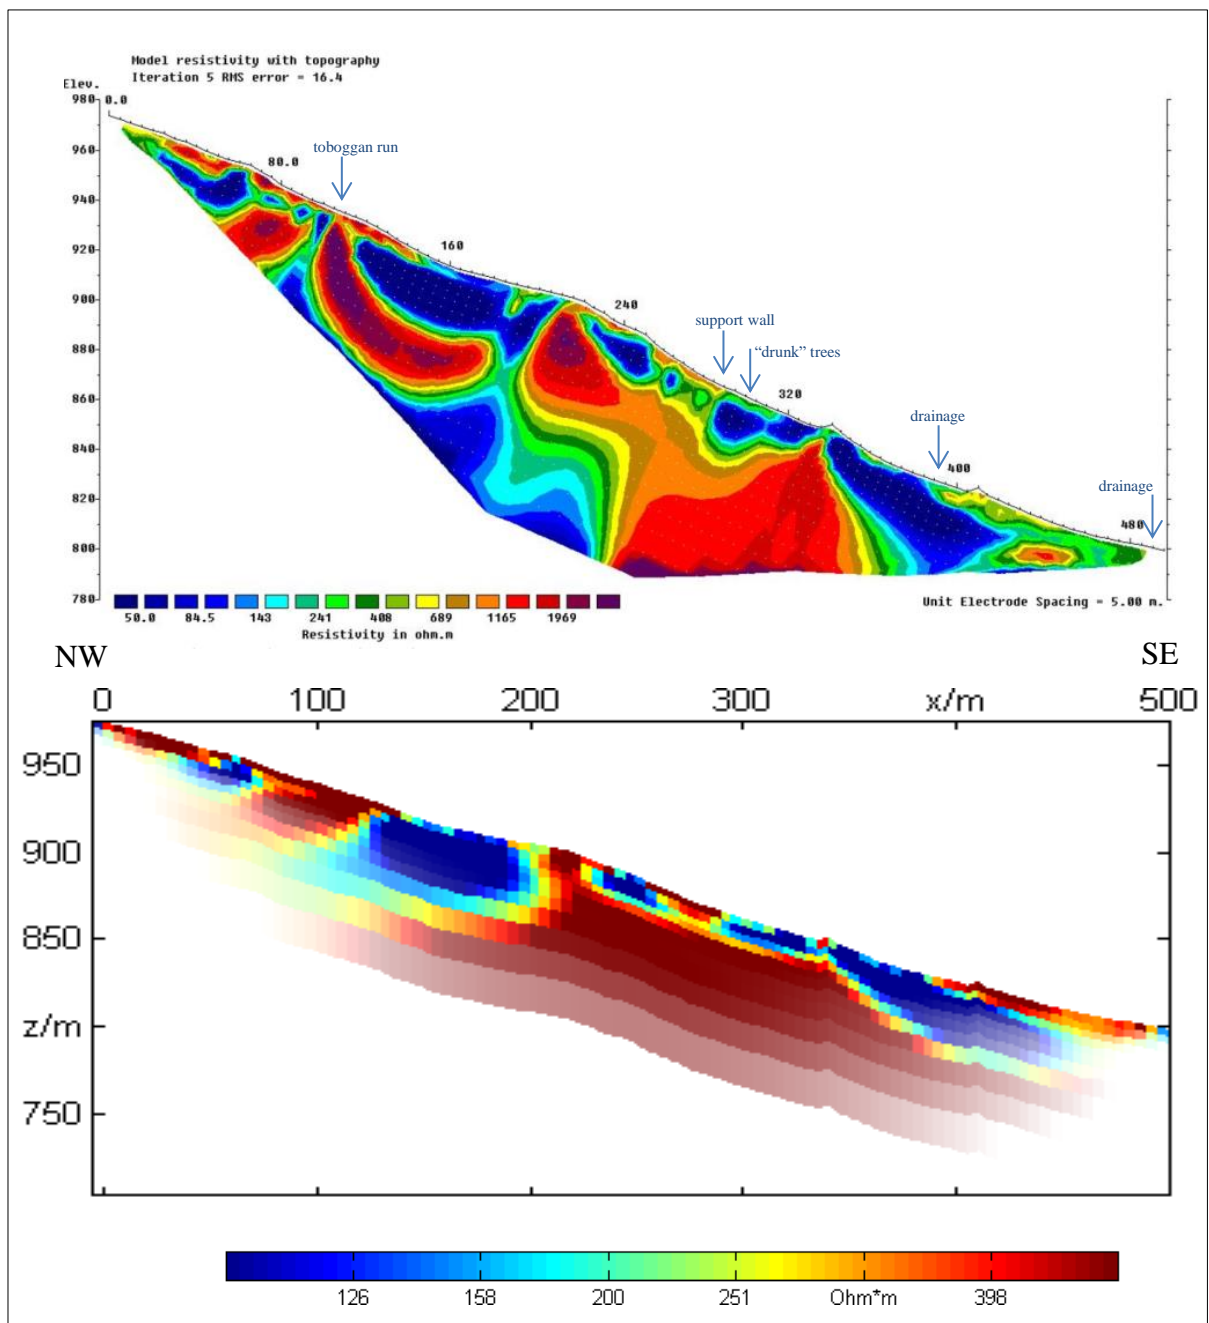 Model resistivity with topography
Iteration 5 RMS error = 16.4
Elev.
980
0.0
960
80.0
toboggan run
940
920
160
900
240
support wall
880
“drunk” trees
860
320
840
drainage
400
820
drainage
480
800
780
50.0 84.5 143 241 408 689 1165 1969
Resistivity in ohm.m
Unit Electrode Spacing = 5.00 m.
NW SE
0 100 200 300 x/m 500
950
900
850
z/m
750
126 158 200 251 Ohm*m 398